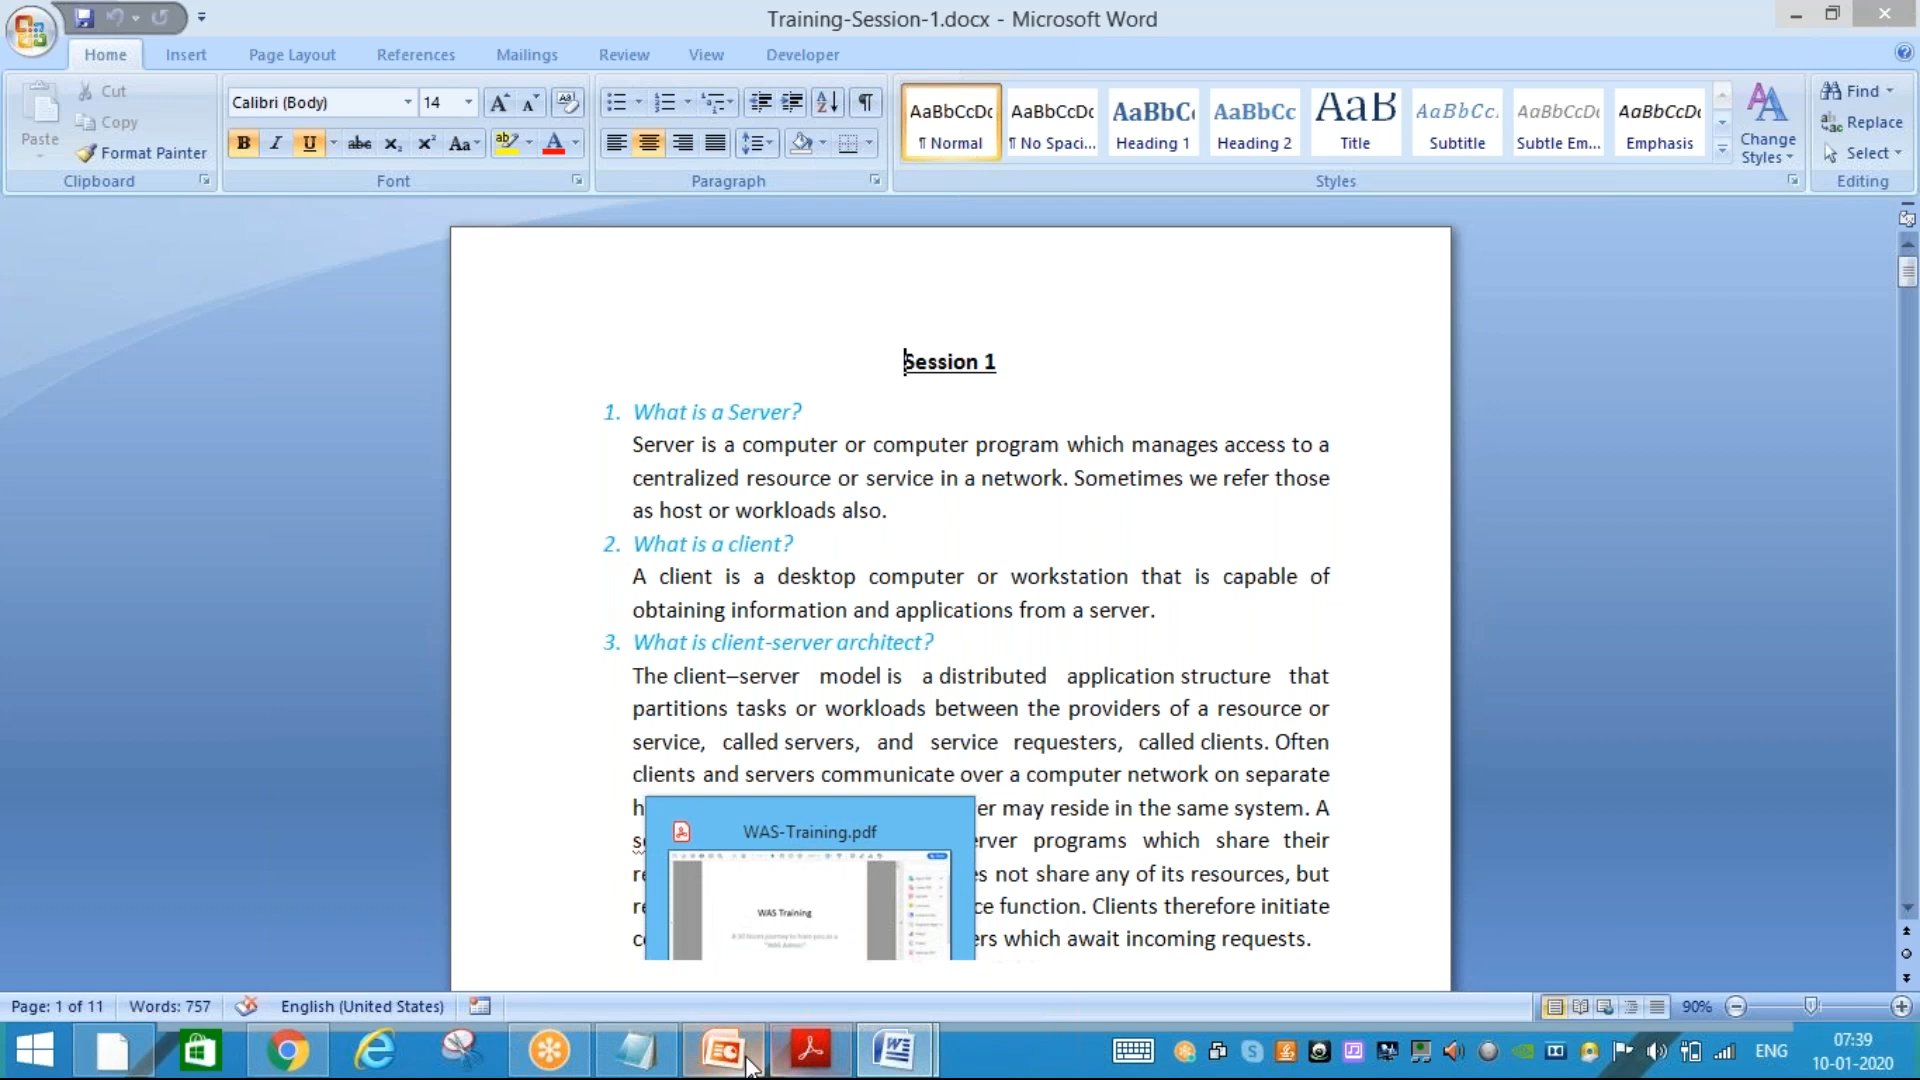 Training-Session-1.docx - Microsoft Word
Home Insert Page Layout References Mailings Review View Developer
Paste
Cut
Copy
Format Painter
Clipboard
Calibri (Body) 14
Font
Paragraph
AaBbCcDc AaBbCcDc AaBbC AaBbCc AaB AaBbCc. AaBbCcDc AaBbCcDc
¶ Normal ¶ No Spaci... Heading 1 Heading 2 Title Subtitle Subtle Em... Emphasis
Change Styles
Styles
Find
Replace
Select
Editing
Session 1
1. What is a Server?
Server is a computer or computer program which manages access to a
centralized resource or service in a network. Sometimes we refer those
as host or workloads also.
2. What is a client?
A client is a desktop computer or workstation that is capable of
obtaining information and applications from a server.
3. What is client-server architect?
The client–server model is a distributed application structure that
partitions tasks or workloads between the providers of a resource or
service, called servers, and service requesters, called clients. Often
clients and servers communicate over a computer network on separate
h er may reside in the same system. A
se rver programs which share their
re s not share any of its resources, but
re ce function. Clients therefore initiate
co ers which await incoming requests.
WAS-Training.pdf
WAS Training
Page: 1 of 11 Words: 757 English (United States) 90%
ENG
07:39
10-01-2020